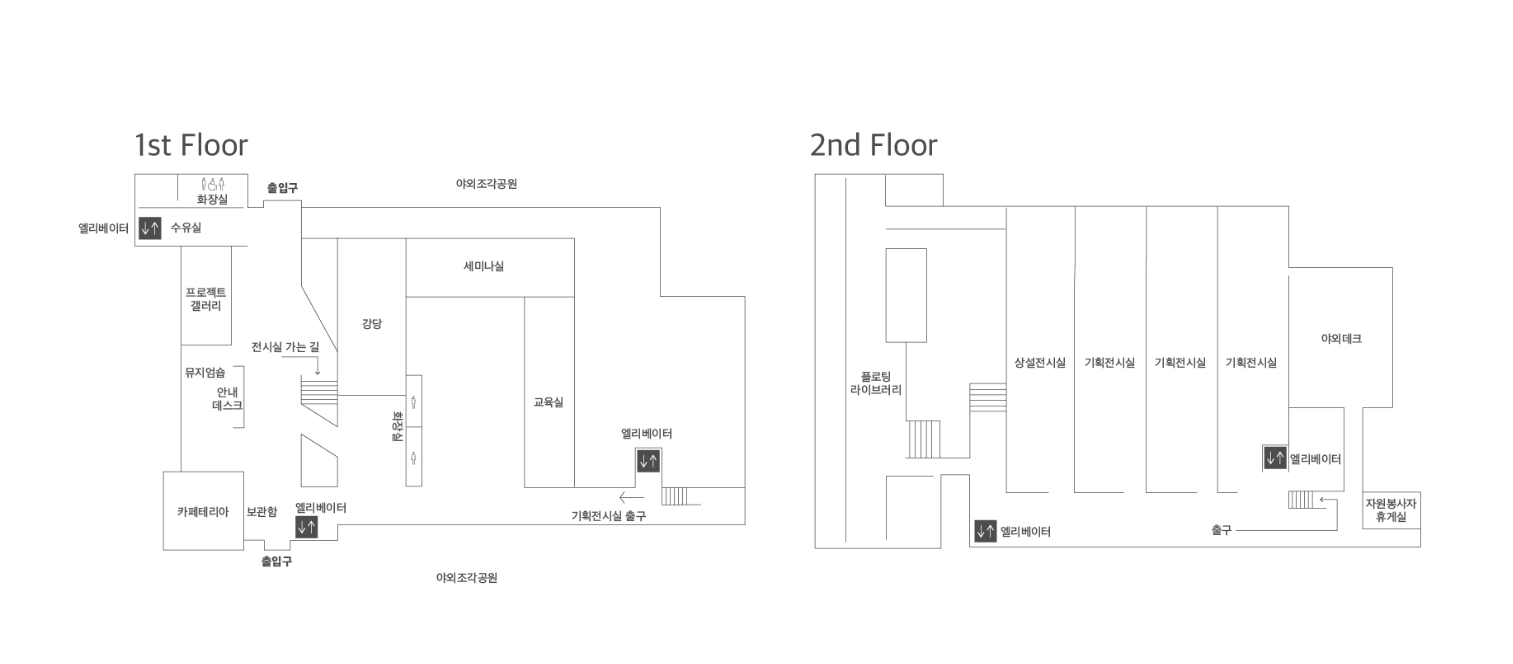 1st Floor
화장실
출입구
야외조각공원
엘리베이터
수유실
프로젝트
갤러리
세미나실
강당
전시실 가는 길
뮤지엄숍
안내
데스크
화장실
교육실
엘리베이터
카페테리아
보관함
엘리베이터
기획전시실 출구
출입구
야외조각공원
2nd Floor
플로팅
라이브러리
상설전시실
기획전시실
기획전시실
기획전시실
야외데크
엘리베이터
자원봉사자
휴게실
출구
엘리베이터